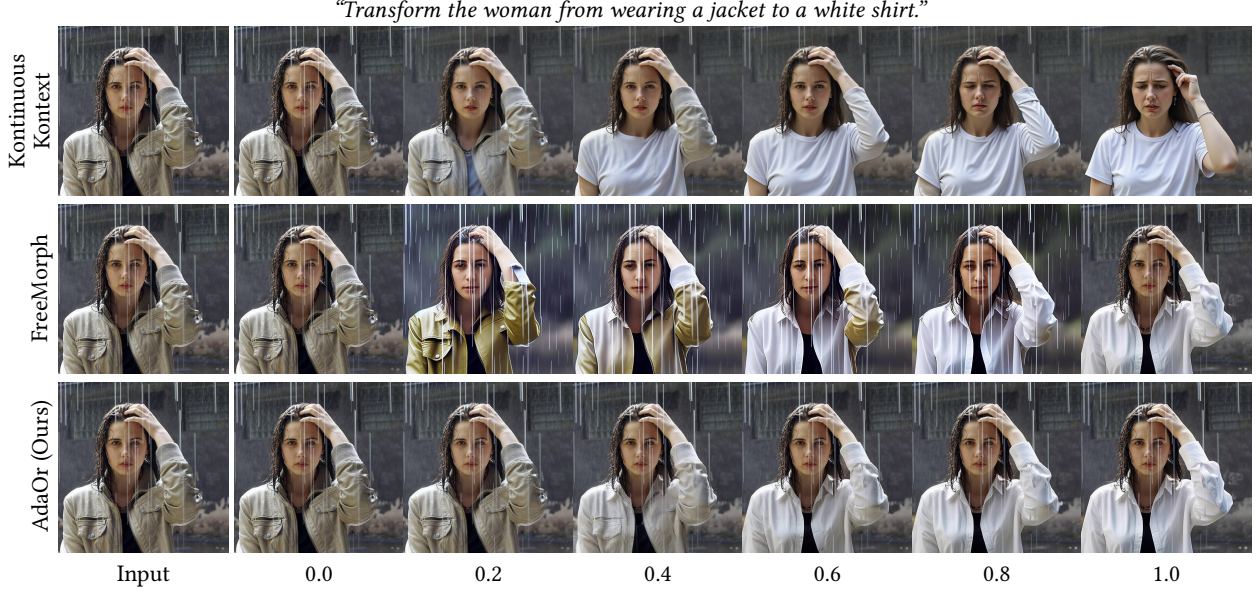 “Transform the woman from wearing a jacket to a white shirt.”
Kontinuous
Kontext
FreeMorph
AdaOr (Ours)
Input 0.0 0.2 0.4 0.6 0.8 1.0